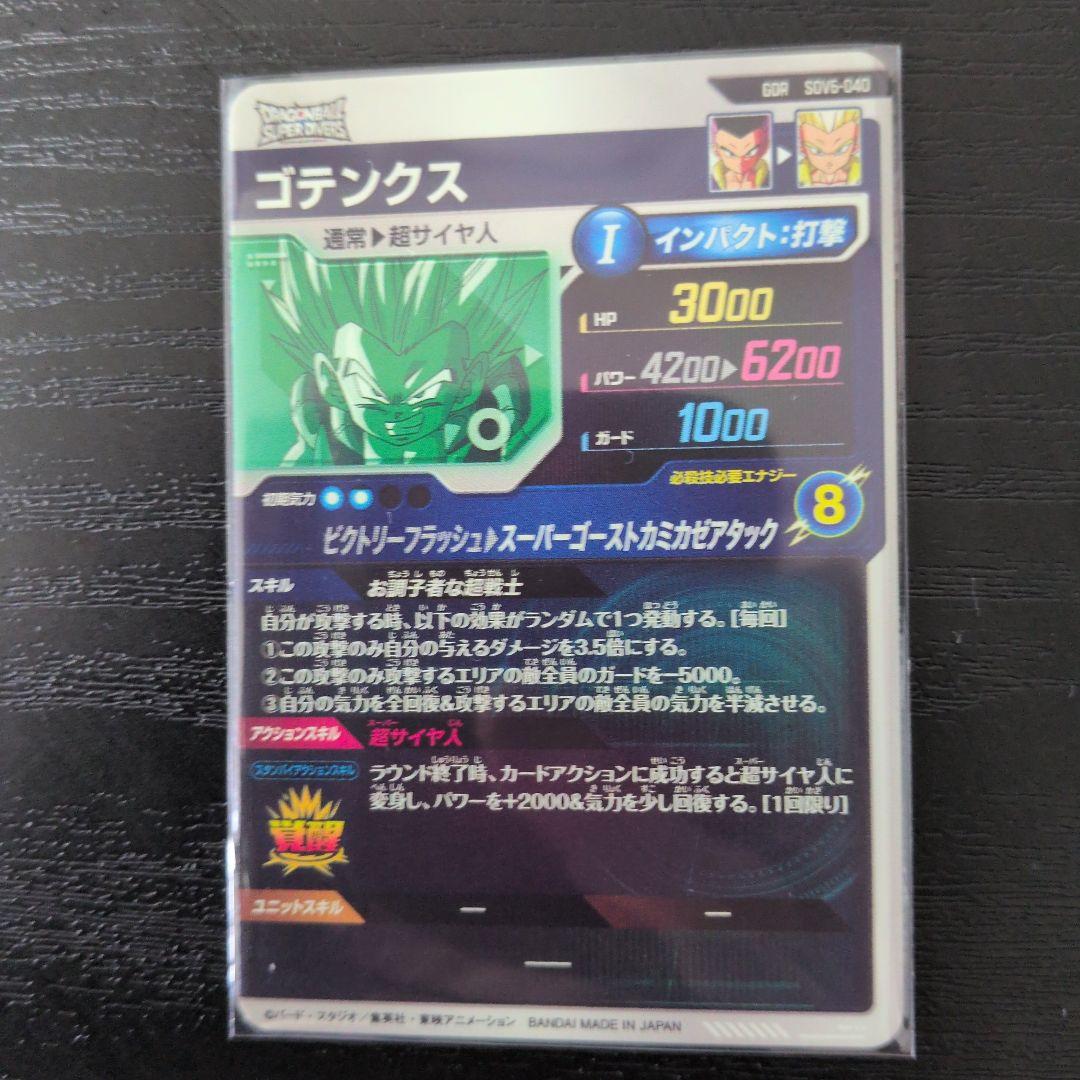 GDR SDV6-040
DRAGONBALL
SUPER DIVERS
ゴテンクス
通常▶超サイヤ人
I インパクト:打撃
HP 3000
パワー 4200▶6200
ガード 1000
必殺技必要エナジー
8
初期気力
ビクトリーフラッシュ▶スーパーゴーストカミカゼアタック
スキル お調子者な超戦士
自分が攻撃する時、以下の効果がランダムで1つ発動する。[毎回]
①この攻撃のみ自分の与えるダメージを3.5倍にする。
②この攻撃のみ攻撃するエリアの敵全員のガードを-5000。
③自分の気力を全回復&攻撃するエリアの敵全員の気力を半減させる。
アクションスキル 超サイヤ人
スタンバイアクションスキル
ラウンド終了時、カードアクションに成功すると超サイヤ人に
変身し、パワーを+2000&気力を少し回復する。[1回限り]
覚醒
ユニットスキル — —
—
©バード・スタジオ/集英社・東映アニメーション BANDAI MADE IN JAPAN